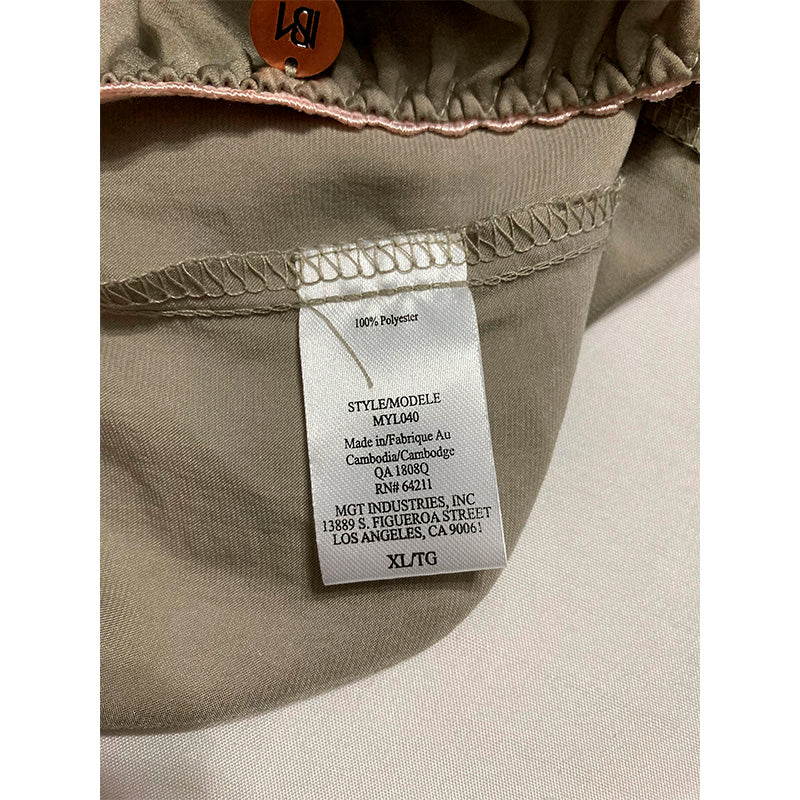 100% Polyester
STYLE/MODELE
MYL040
Made in/Fabrique Au
Cambodia/Cambodge
QA 1808Q
RN# 64211
MGT INDUSTRIES, INC
13889 S. FIGUEROA STREET
LOS ANGELES, CA 90061
XL/TG